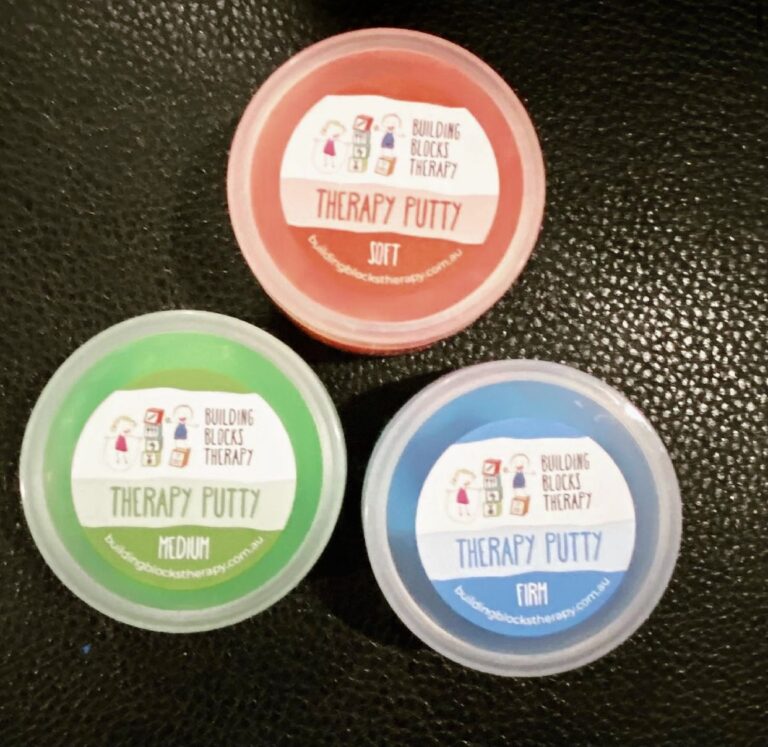 BUILDING
BLOCKS
THERAPY
THERAPY PUTTY
SOFT
buildingblockstherapy.com.au
BUILDING
BLOCKS
THERAPY
THERAPY PUTTY
MEDIUM
buildingblockstherapy.com.au
BUILDING
BLOCKS
THERAPY
THERAPY PUTTY
FIRM
buildingblockstherapy.com.au